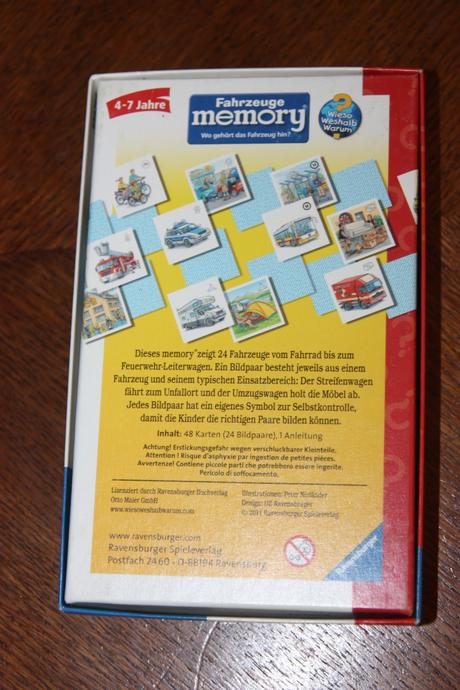 4-7 Jahre
Fahrzeuge
memory®
Wo gehört das Fahrzeug hin?
Wieso
Weshalb
Warum
Dieses memory® zeigt 24 Fahrzeuge vom Fahrrad bis zum
Feuerwehr-Leiterwagen. Ein Bildpaar besteht jeweils aus einem
Fahrzeug und seinem typischen Einsatzbereich: Der Streifenwagen
fährt zum Unfallort und der Umzugswagen holt die Möbel ab.
Jedes Bildpaar hat ein eigenes Symbol zur Selbstkontrolle,
damit die Kinder die richtigen Paare bilden können.
Inhalt: 48 Karten (24 Bildpaare), 1 Anleitung
Achtung! Erstickungsgefahr wegen verschluckbarer Kleinteile.
Attention ! Risque d'asphyxie par ingestion de petites pièces.
Avvertenze! Contiene piccole parti che potrebbero essere ingerite.
Pericolo di soffocamento.
Lizenziert durch Ravensburger Buchverlag
Otto Maier GmbH
www.wiesoweshalbwarum.com
Illustrationen: Peter Nieländer
Design: DE Ravensburger
© 2011 Ravensburger Spieleverlag
www.ravensburger.com
Ravensburger Spieleverlag
Postfach 24 60 · D-88194 Ravensburg
0-3
Ravensburger